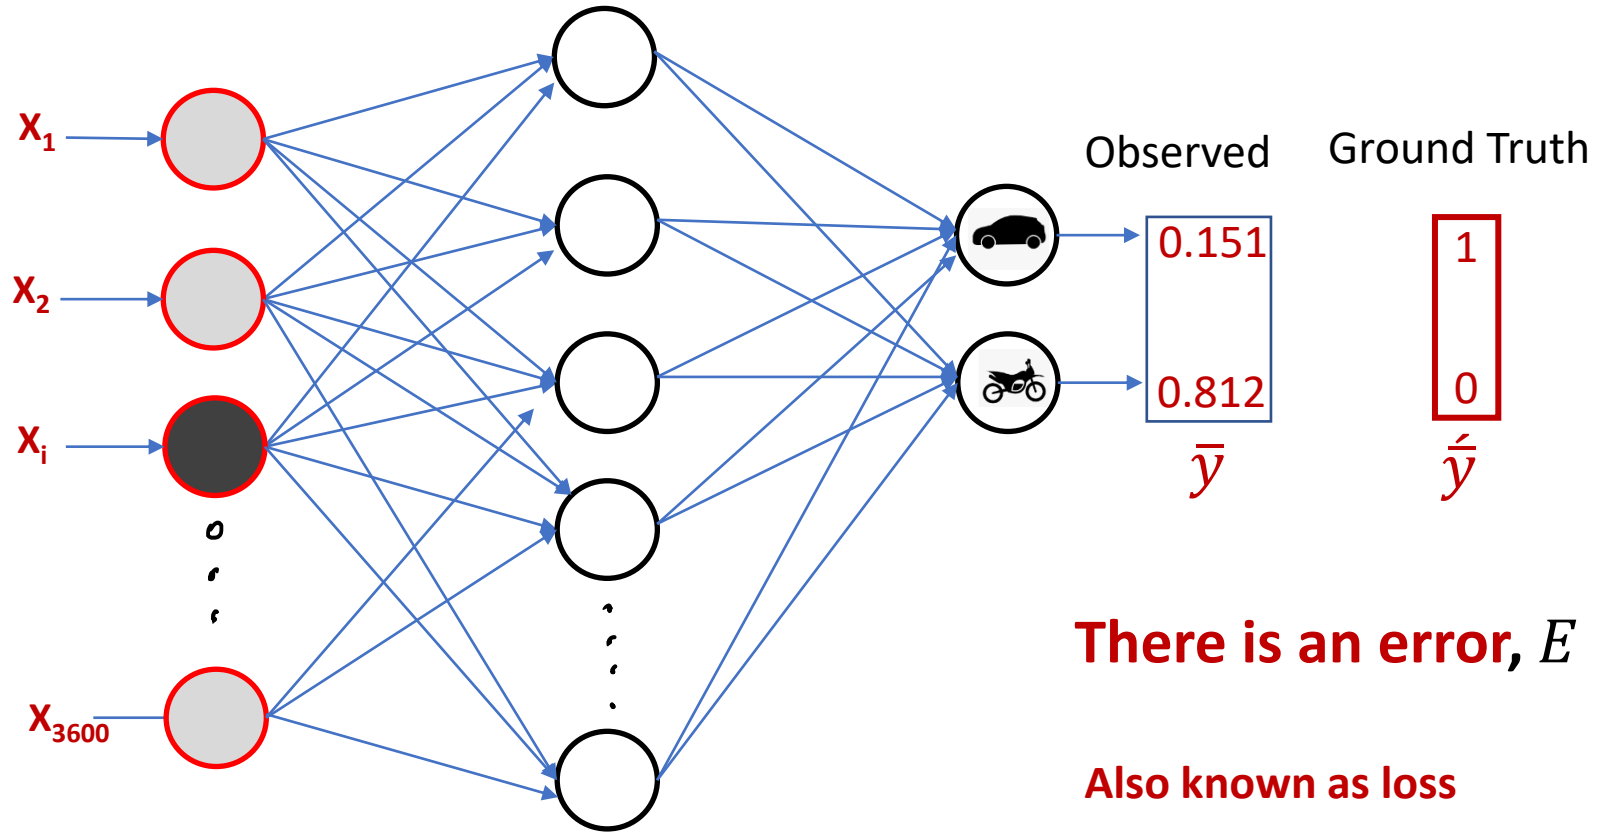 X₁
X₂
Xᵢ
X₃₆₀₀
Observed
Ground Truth
0.151
0.812
1
0
ȳ
ȳ́
There is an error, E
Also known as loss